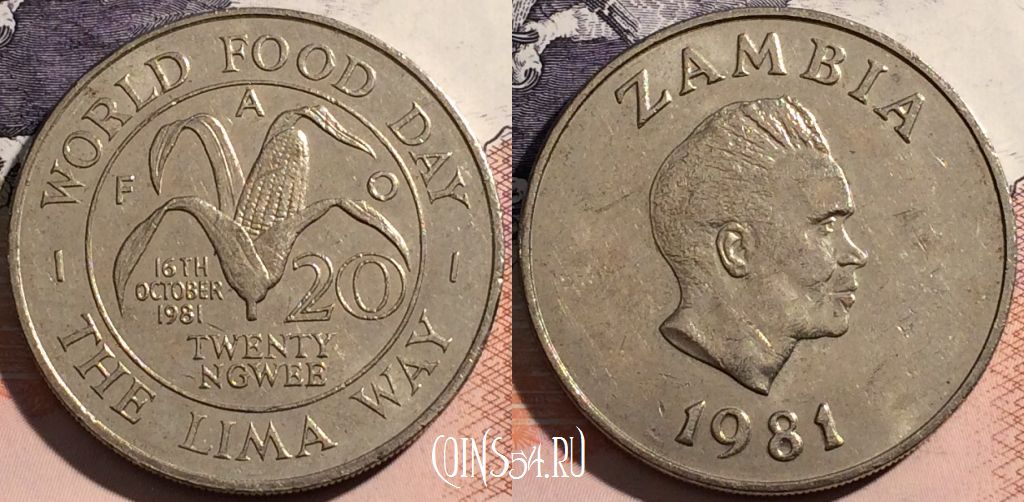 WORLD FOOD DAY
F A O
16TH
OCTOBER
1981
20
TWENTY
NGWEE
THE LIMA WAY
ZAMBIA
1981
COINS54.RU